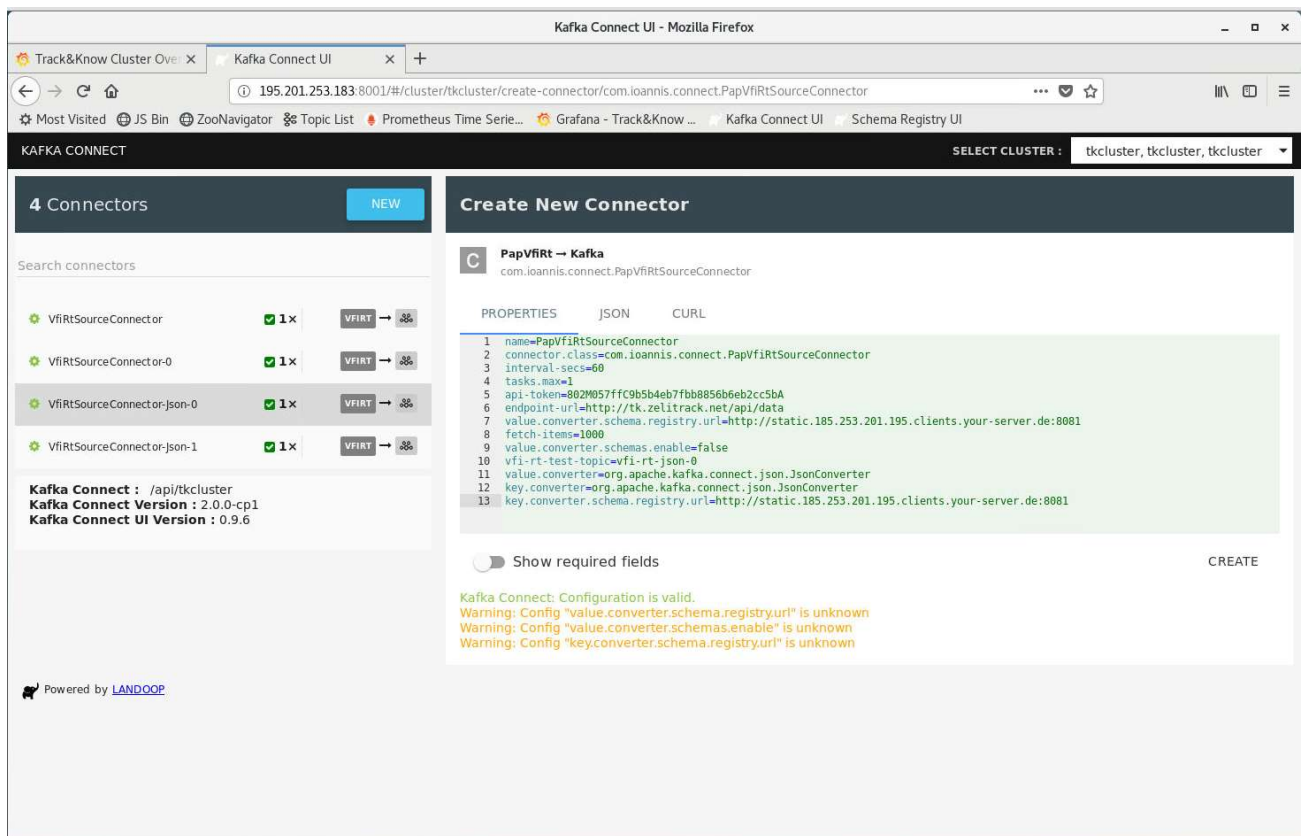 Kafka Connect UI - Mozilla Firefox
Track&Know Cluster Ove
Kafka Connect UI
195.201.253.183:8001/#/cluster/tkcluster/create-connector/com.ioannis.connect.PapVfiRtSourceConnector
Most Visited JS Bin ZooNavigator Topic List Prometheus Time Serie... Grafana - Track&Know ... Kafka Connect UI Schema Registry UI
KAFKA CONNECT SELECT CLUSTER : tkcluster, tkcluster, tkcluster
4 Connectors NEW
Search connectors
VfiRtSourceConnector 1× VFIRT →
VfiRtSourceConnector-0 1× VFIRT →
VfiRtSourceConnector-Json-0 1× VFIRT →
VfiRtSourceConnector-Json-1 1× VFIRT →
Kafka Connect : /api/tkcluster
Kafka Connect Version : 2.0.0-cp1
Kafka Connect UI Version : 0.9.6
Powered by LANDOOP
Create New Connector
C PapVfiRt → Kafka
com.ioannis.connect.PapVfiRtSourceConnector
PROPERTIES JSON CURL
1 name=PapVfiRtSourceConnector
2 connector.class=com.ioannis.connect.PapVfiRtSourceConnector
3 interval-secs=60
4 tasks.max=1
5 api-token=802M057ffC9b5b4eb7fbb8856b6eb2cc5bA
6 endpoint-url=http://tk.zelitrack.net/api/data
7 value.converter.schema.registry.url=http://static.185.253.201.195.clients.your-server.de:8081
8 fetch-items=1000
9 value.converter.schemas.enable=false
10 vfi-rt-test-topic=vfi-rt-json-0
11 value.converter=org.apache.kafka.connect.json.JsonConverter
12 key.converter=org.apache.kafka.connect.json.JsonConverter
13 key.converter.schema.registry.url=http://static.185.253.201.195.clients.your-server.de:8081
Show required fields CREATE
Kafka Connect: Configuration is valid.
Warning: Config "value.converter.schema.registry.url" is unknown
Warning: Config "value.converter.schemas.enable" is unknown
Warning: Config "key.converter.schema.registry.url" is unknown